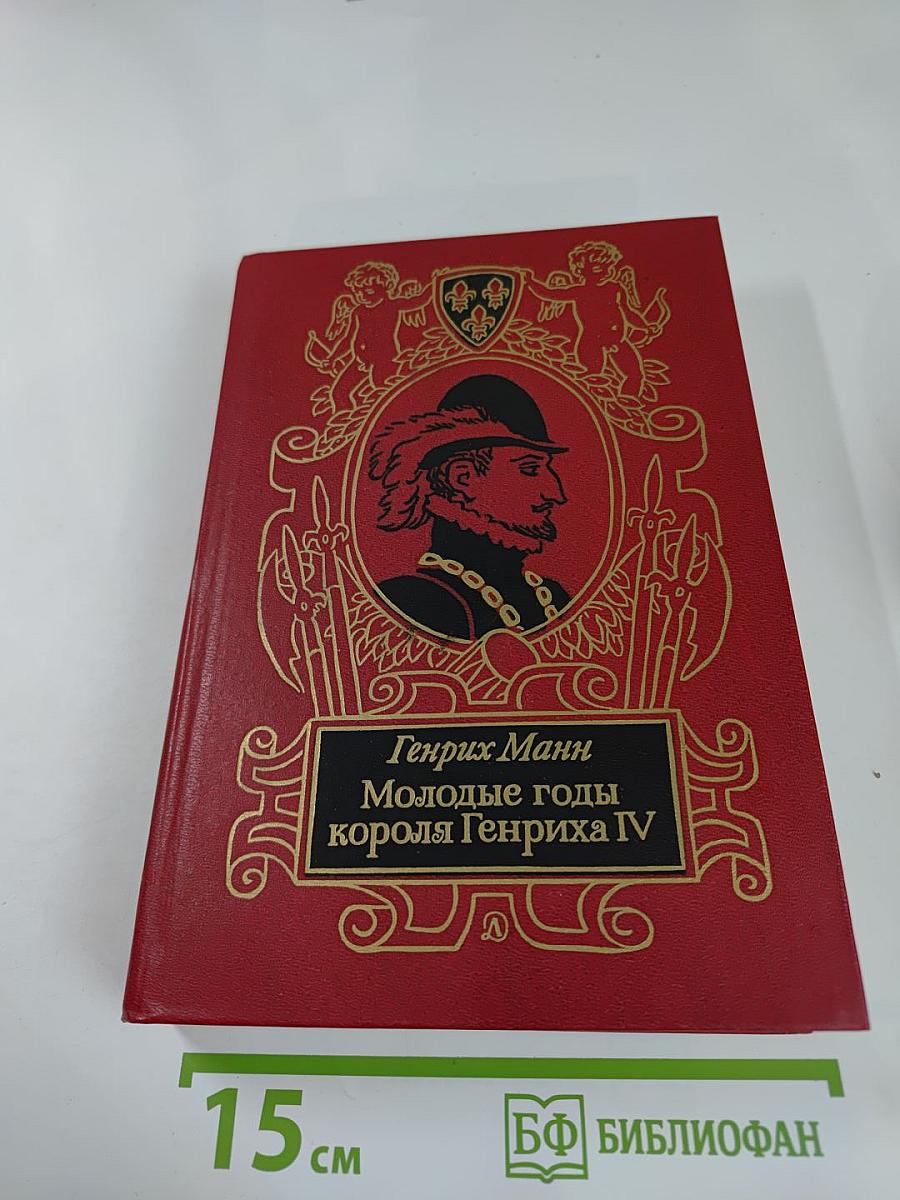 Генрих Манн
Молодые годы
короля Генриха IV
Д
15 см
БФ БИБЛИОФАН